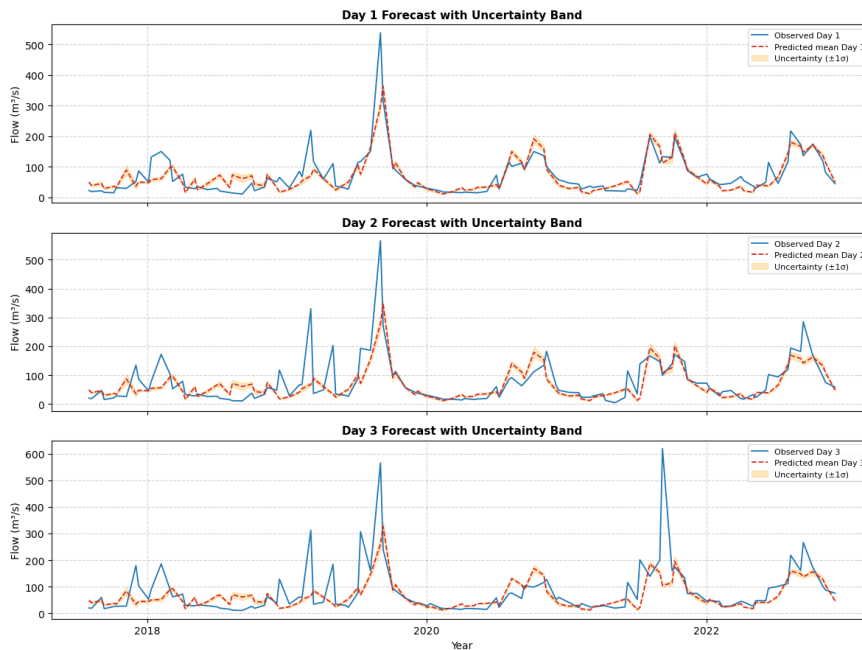 Day 1 Forecast with Uncertainty Band
Flow (m³/s)
500
400
300
200
100
0
Observed Day 1
Predicted mean Day 1
Uncertainty (±1σ)
Day 2 Forecast with Uncertainty Band
Flow (m³/s)
500
400
300
200
100
0
Observed Day 2
Predicted mean Day 2
Uncertainty (±1σ)
Day 3 Forecast with Uncertainty Band
Flow (m³/s)
600
500
400
300
200
100
0
Observed Day 3
Predicted mean Day 3
Uncertainty (±1σ)
2018
2020
2022
Year